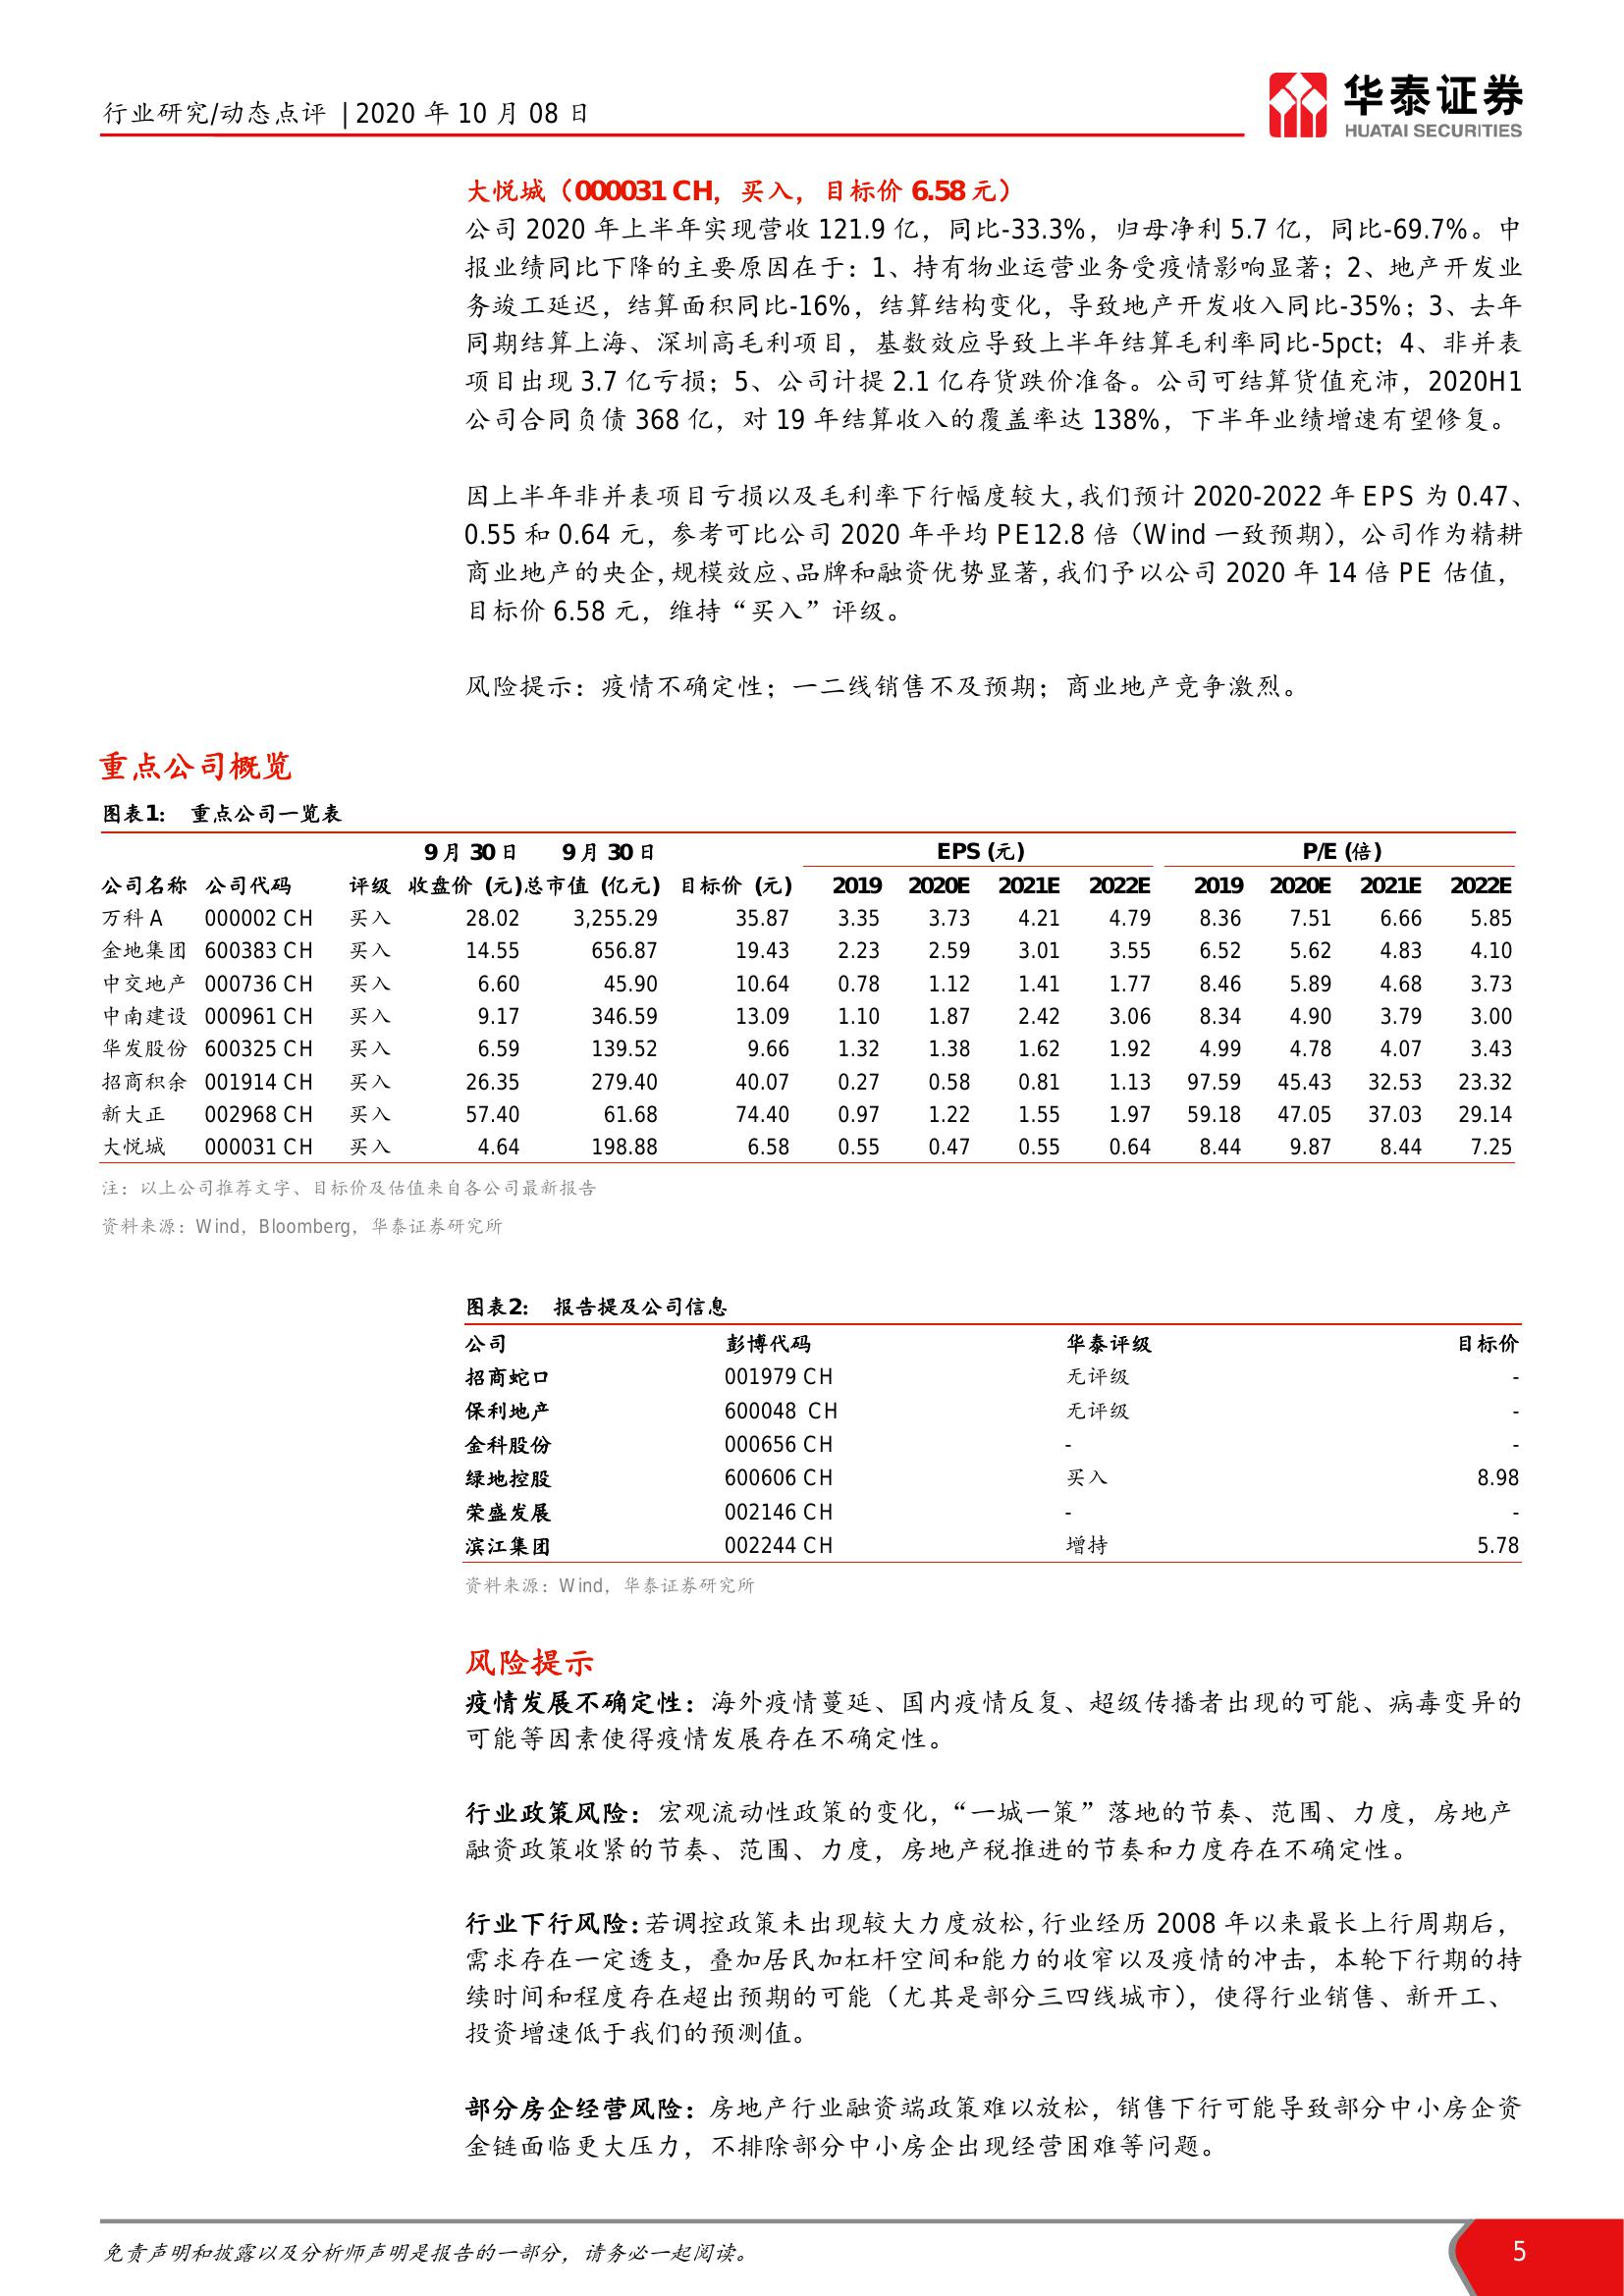 行业研究/动态点评 | 2020 年 10 月 08 日
华泰证券
HUATAI SECURITIES
大悦城（000031 CH，买入，目标价 6.58 元）
公司 2020 年上半年实现营收 121.9 亿，同比-33.3%，归母净利 5.7 亿，同比-69.7%。中
报业绩同比下降的主要原因在于：1、持有物业运营业务受疫情影响显著；2、地产开发业
务竣工延迟，结算面积同比-16%，结算结构变化，导致地产开发收入同比-35%；3、去年
同期结算上海、深圳高毛利项目，基数效应导致上半年结算毛利率同比-5pct；4、非并表
项目出现 3.7 亿亏损；5、公司计提 2.1 亿存货跌价准备。公司可结算货值充沛，2020H1
公司合同负债 368 亿，对 19 年结算收入的覆盖率达 138%，下半年业绩增速有望修复。
因上半年非并表项目亏损以及毛利率下行幅度较大，我们预计 2020-2022 年 EPS 为 0.47、
0.55 和 0.64 元，参考可比公司 2020 年平均 PE12.8 倍（Wind 一致预期），公司作为精耕
商业地产的央企，规模效应、品牌和融资优势显著，我们予以公司 2020 年 14 倍 PE 估值，
目标价 6.58 元，维持“买入”评级。
风险提示：疫情不确定性；一二线销售不及预期；商业地产竞争激烈。
重点公司概览
图表1： 重点公司一览表
9 月 30 日 9 月 30 日 EPS (元) P/E (倍)
公司名称 公司代码 评级 收盘价 (元) 总市值 (亿元) 目标价 (元) 2019 2020E 2021E 2022E 2019 2020E 2021E 2022E
万科 A 000002 CH 买入 28.02 3,255.29 35.87 3.35 3.73 4.21 4.79 8.36 7.51 6.66 5.85
金地集团 600383 CH 买入 14.55 656.87 19.43 2.23 2.59 3.01 3.55 6.52 5.62 4.83 4.10
中交地产 000736 CH 买入 6.60 45.90 10.64 0.78 1.12 1.41 1.77 8.46 5.89 4.68 3.73
中南建设 000961 CH 买入 9.17 346.59 13.09 1.10 1.87 2.42 3.06 8.34 4.90 3.79 3.00
华发股份 600325 CH 买入 6.59 139.52 9.66 1.32 1.38 1.62 1.92 4.99 4.78 4.07 3.43
招商积余 001914 CH 买入 26.35 279.40 40.07 0.27 0.58 0.81 1.13 97.59 45.43 32.53 23.32
新大正 002968 CH 买入 57.40 61.68 74.40 0.97 1.22 1.55 1.97 59.18 47.05 37.03 29.14
大悦城 000031 CH 买入 4.64 198.88 6.58 0.55 0.47 0.55 0.64 8.44 9.87 8.44 7.25
注：以上公司推荐文字、目标价及估值来自各公司最新报告
资料来源：Wind，Bloomberg，华泰证券研究所
图表2： 报告提及公司信息
公司 彭博代码 华泰评级 目标价
招商蛇口 001979 CH 无评级 -
保利地产 600048 CH 无评级 -
金科股份 000656 CH - -
绿地控股 600606 CH 买入 8.98
荣盛发展 002146 CH - -
滨江集团 002244 CH 增持 5.78
资料来源：Wind，华泰证券研究所
风险提示
疫情发展不确定性：海外疫情蔓延、国内疫情反复、超级传播者出现的可能、病毒变异的
可能等因素使得疫情发展存在不确定性。
行业政策风险：宏观流动性政策的变化，“一城一策”落地的节奏、范围、力度，房地产
融资政策收紧的节奏、范围、力度，房地产税推进的节奏和力度存在不确定性。
行业下行风险：若调控政策未出现较大力度放松，行业经历 2008 年以来最长上行周期后，
需求存在一定透支，叠加居民加杠杆空间和能力的收窄以及疫情的冲击，本轮下行期的持
续时间和程度存在超出预期的可能（尤其是部分三四线城市），使得行业销售、新开工、
投资增速低于我们的预测值。
部分房企经营风险：房地产行业融资端政策难以放松，销售下行可能导致部分中小房企资
金链面临更大压力，不排除部分中小房企出现经营困难等问题。
免责声明和披露以及分析师声明是报告的一部分，请务必一起阅读。 5